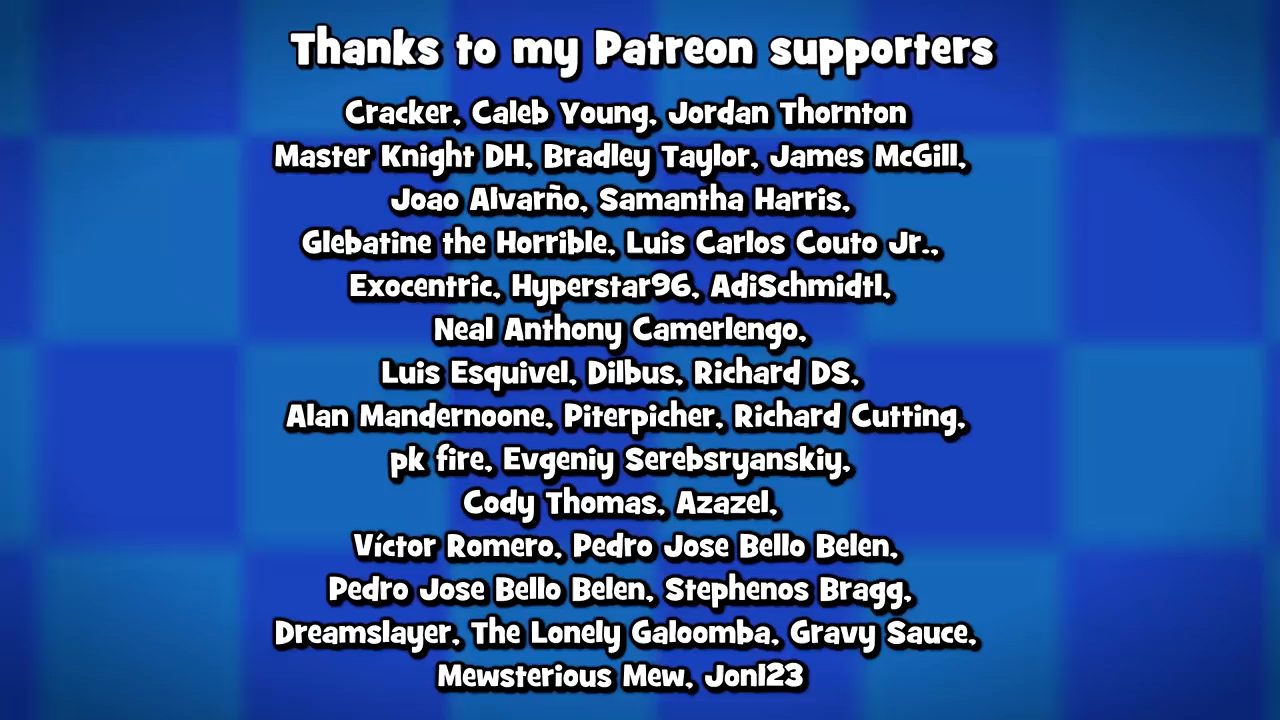 Thanks to my Patreon supporters
Cracker, Caleb Young, Jordan Thornton
Master Knight DH, Bradley Taylor, James McGill,
Joao Alvarño, Samantha Harris,
Glebatine the Horrible, Luis Carlos Couto Jr.,
Exocentric, Hyperstar96, AdiSchmidt1,
Neal Anthony Camerlengo,
Luis Esquivel, Dilbus, Richard DS,
Alan Mandernoone, Piterpicher, Richard Cutting,
pk fire, Evgeniy Serebsryanskiy,
Cody Thomas, Azazel,
Víctor Romero, Pedro Jose Bello Belen,
Pedro Jose Bello Belen, Stephenos Bragg,
Dreamslayer, The Lonely Galoomba, Gravy Sauce,
Mewsterious Mew, Jon123